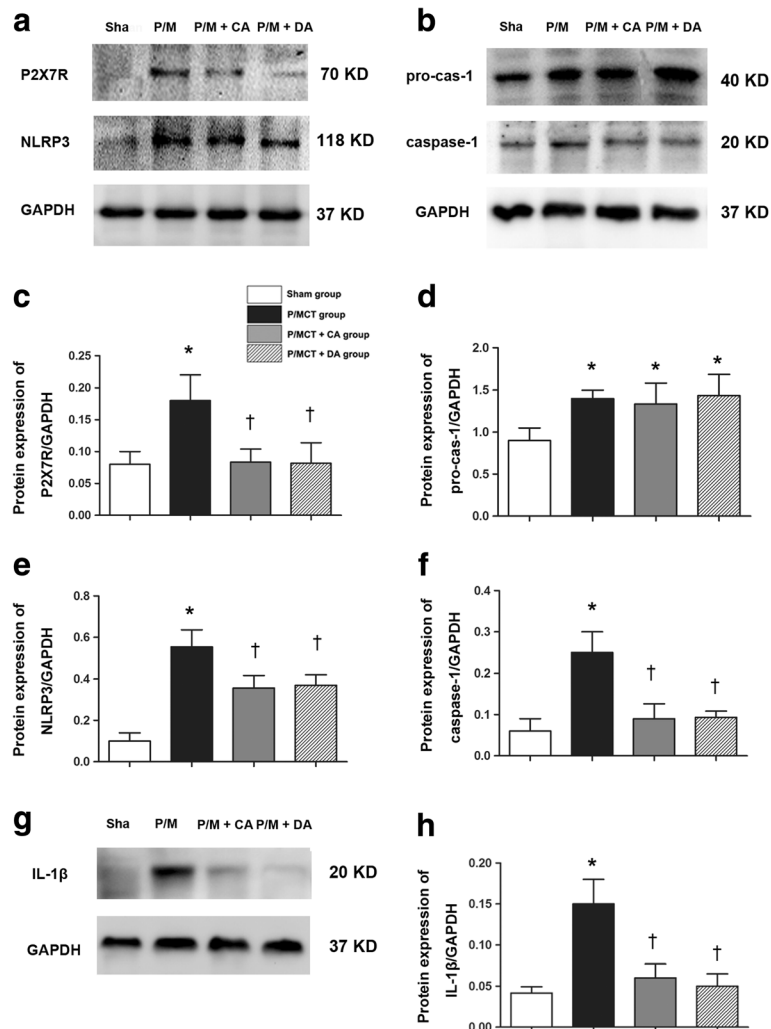 a
Sha P/M P/M + CA P/M + DA
P2X7R 70 KD
NLRP3 118 KD
GAPDH 37 KD
b
Sha P/M P/M + CA P/M + DA
pro-cas-1 40 KD
caspase-1 20 KD
GAPDH 37 KD
c
Sham group
P/MCT group
P/MCT + CA group
P/MCT + DA group
Protein expression of
P2X7R/GAPDH
0.25
0.20
0.15
0.10
0.05
0.00
* † †
d
Protein expression of
pro-cas-1/GAPDH
2.0
1.5
1.0
0.5
0.0
* * *
e
Protein expression of
NLRP3/GAPDH
0.8
0.6
0.4
0.2
0.0
* † †
f
Protein expression of
caspase-1/GAPDH
0.4
0.3
0.2
0.1
0.0
* † †
g
Sha P/M P/M + CA P/M + DA
IL-1β 20 KD
GAPDH 37 KD
h
Protein expression of
IL-1β/GAPDH
0.20
0.15
0.10
0.05
0.00
* † †